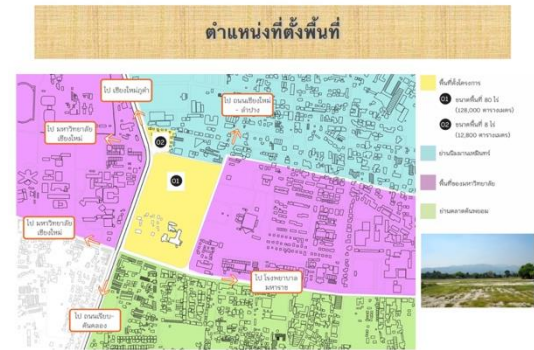 ตำแหน่งที่ตั้งพื้นที่
ไป เชียงใหม่ภูคำ
ไป ถนนเชียงใหม่
- ลำปาง
ไป มหาวิทยาลัย
เชียงใหม่
02
01
ไป มหาวิทยาลัย
เชียงใหม่
ไป โรงพยาบาล
มหาราช
ไป ถนนเรียบ-
คันคลอง
พื้นที่ตั้งโครงการ
01
ขนาดพื้นที่ 80 ไร่
(128,000 ตารางเมตร)
02
ขนาดพื้นที่ 8 ไร่
(12,800 ตารางเมตร)
ย่านนิมมานเหมินทร์
พื้นที่ของมหาวิทยาลัย
ย่านตลาดต้นพยอม